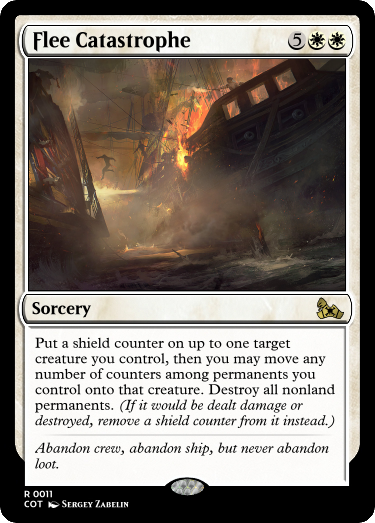 Flee Catastrophe 5
Sorcery
Put a shield counter on up to one target
creature you control, then you may move any
number of counters among permanents you
control onto that creature. Destroy all nonland
permanents. (If it would be dealt damage or
destroyed, remove a shield counter from it instead.)
Abandon crew, abandon ship, but never abandon
loot.
R 0011
COT Sergey Zabelin